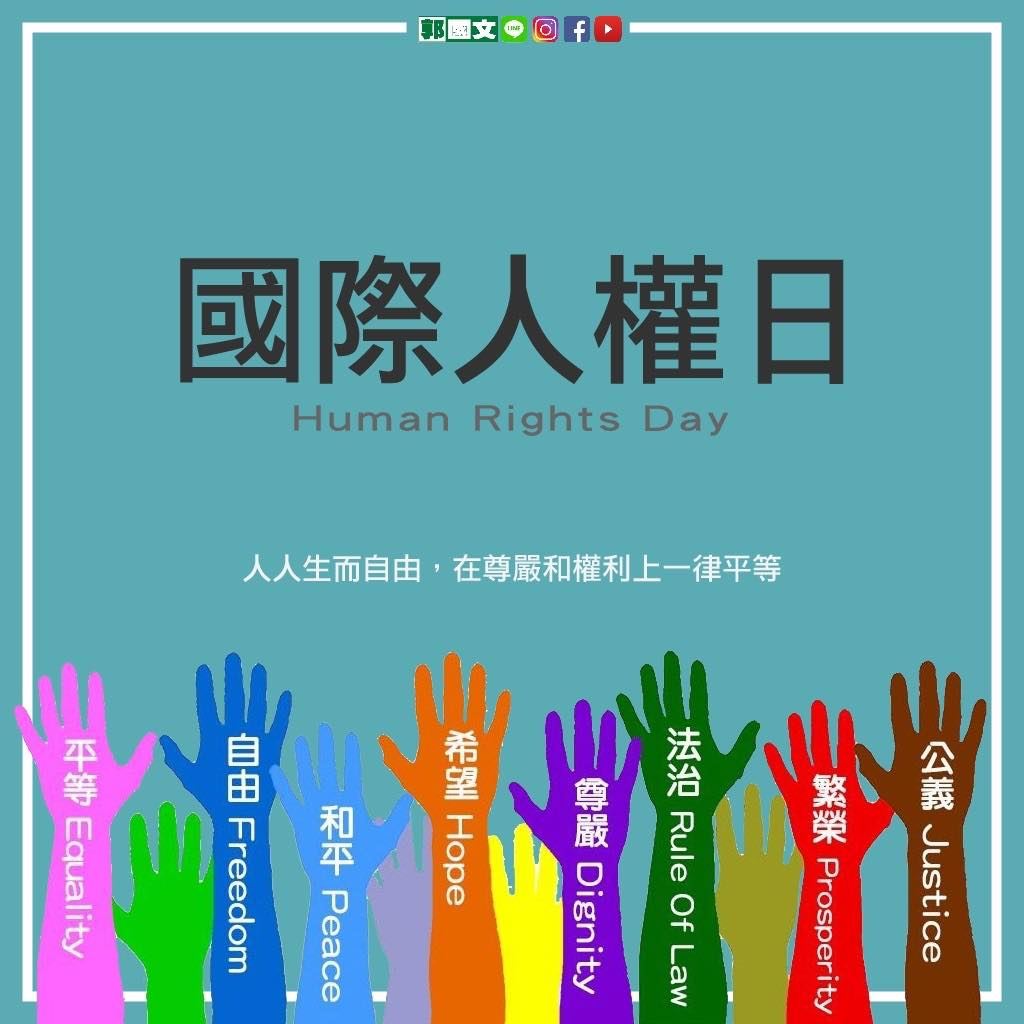 郭國文 LINE
國際人權日
Human Rights Day
人人生而自由，在尊嚴和權利上一律平等
平等 Equality
自由 Freedom
和平 Peace
希望 Hope
尊嚴 Dignity
法治 Rule Of Law
繁榮 Prosperity
公義 Justice